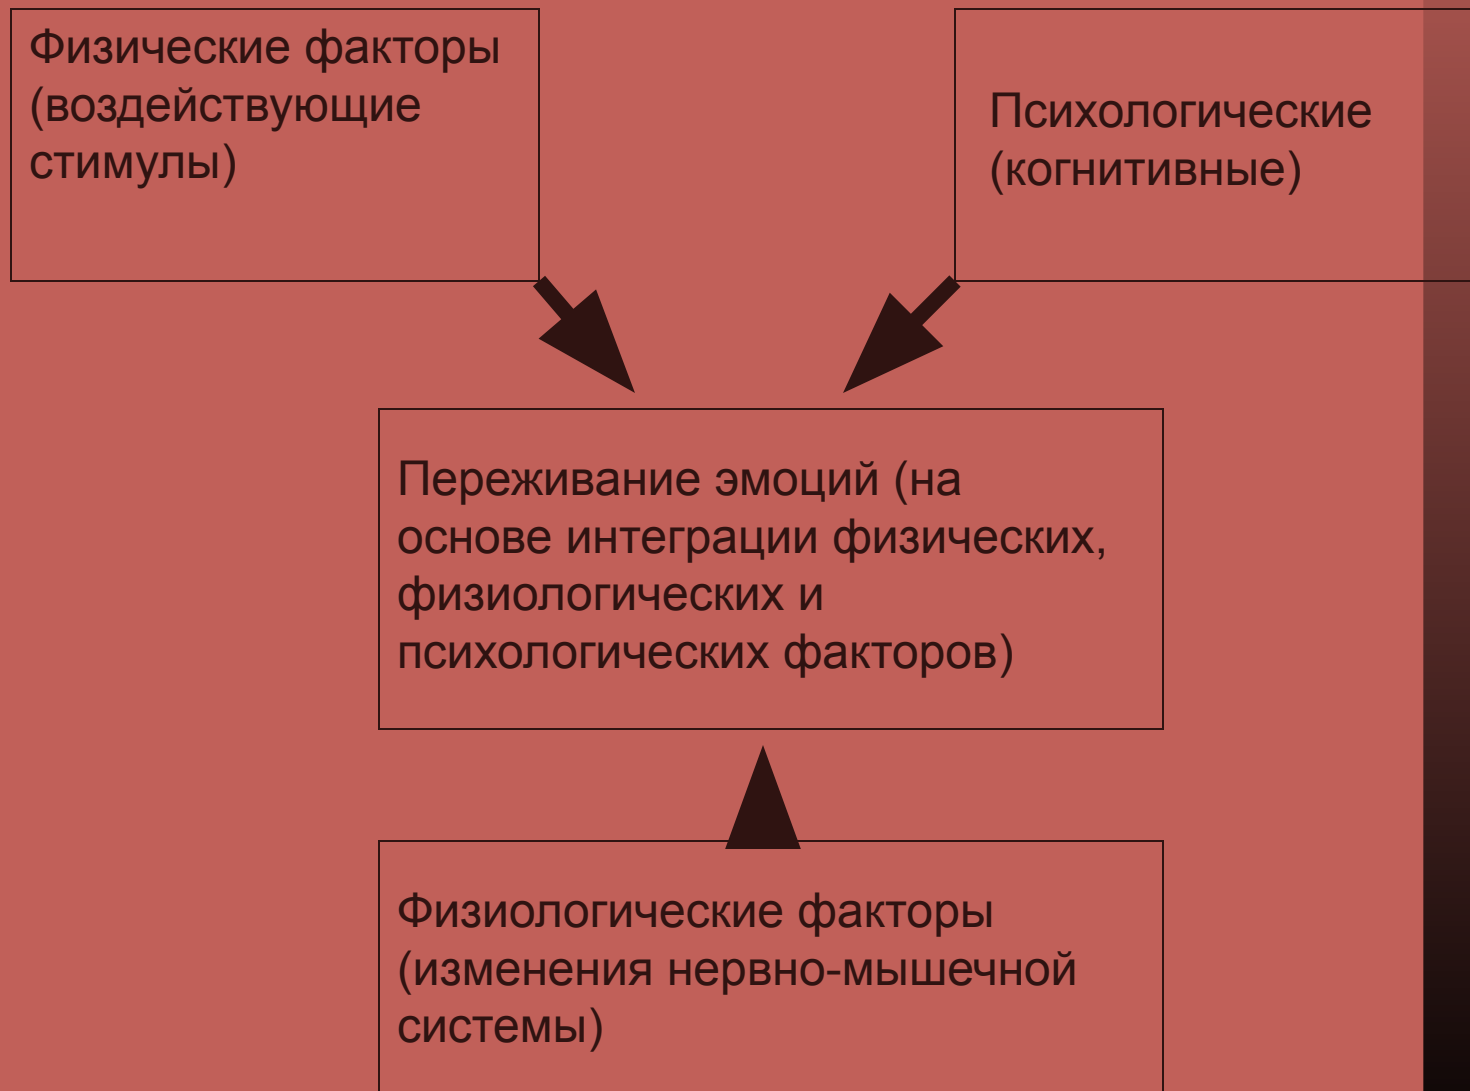 Физические факторы
(воздействующие
стимулы)
Психологические
(когнитивные)
Переживание эмоций (на
основе интеграции физических,
физиологических и
психологических факторов)
Физиологические факторы
(изменения нервно-мышечной
системы)